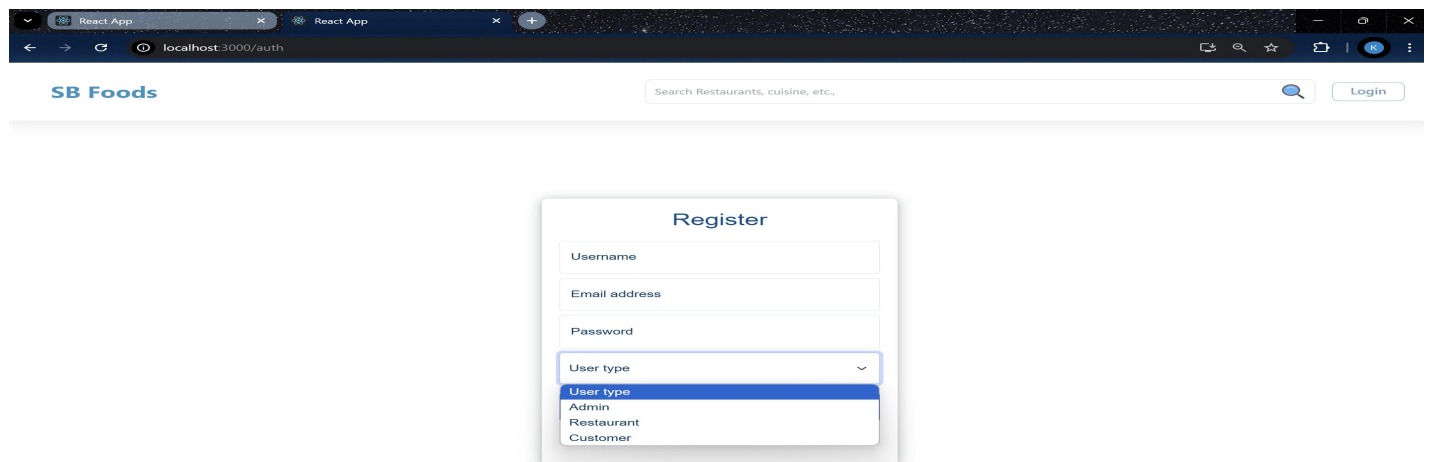 React App
React App
localhost:3000/auth
K
SB Foods
Search Restaurants, cuisine, etc.,
Login
Register
Username
Email address
Password
User type
User type
Admin
Restaurant
Customer